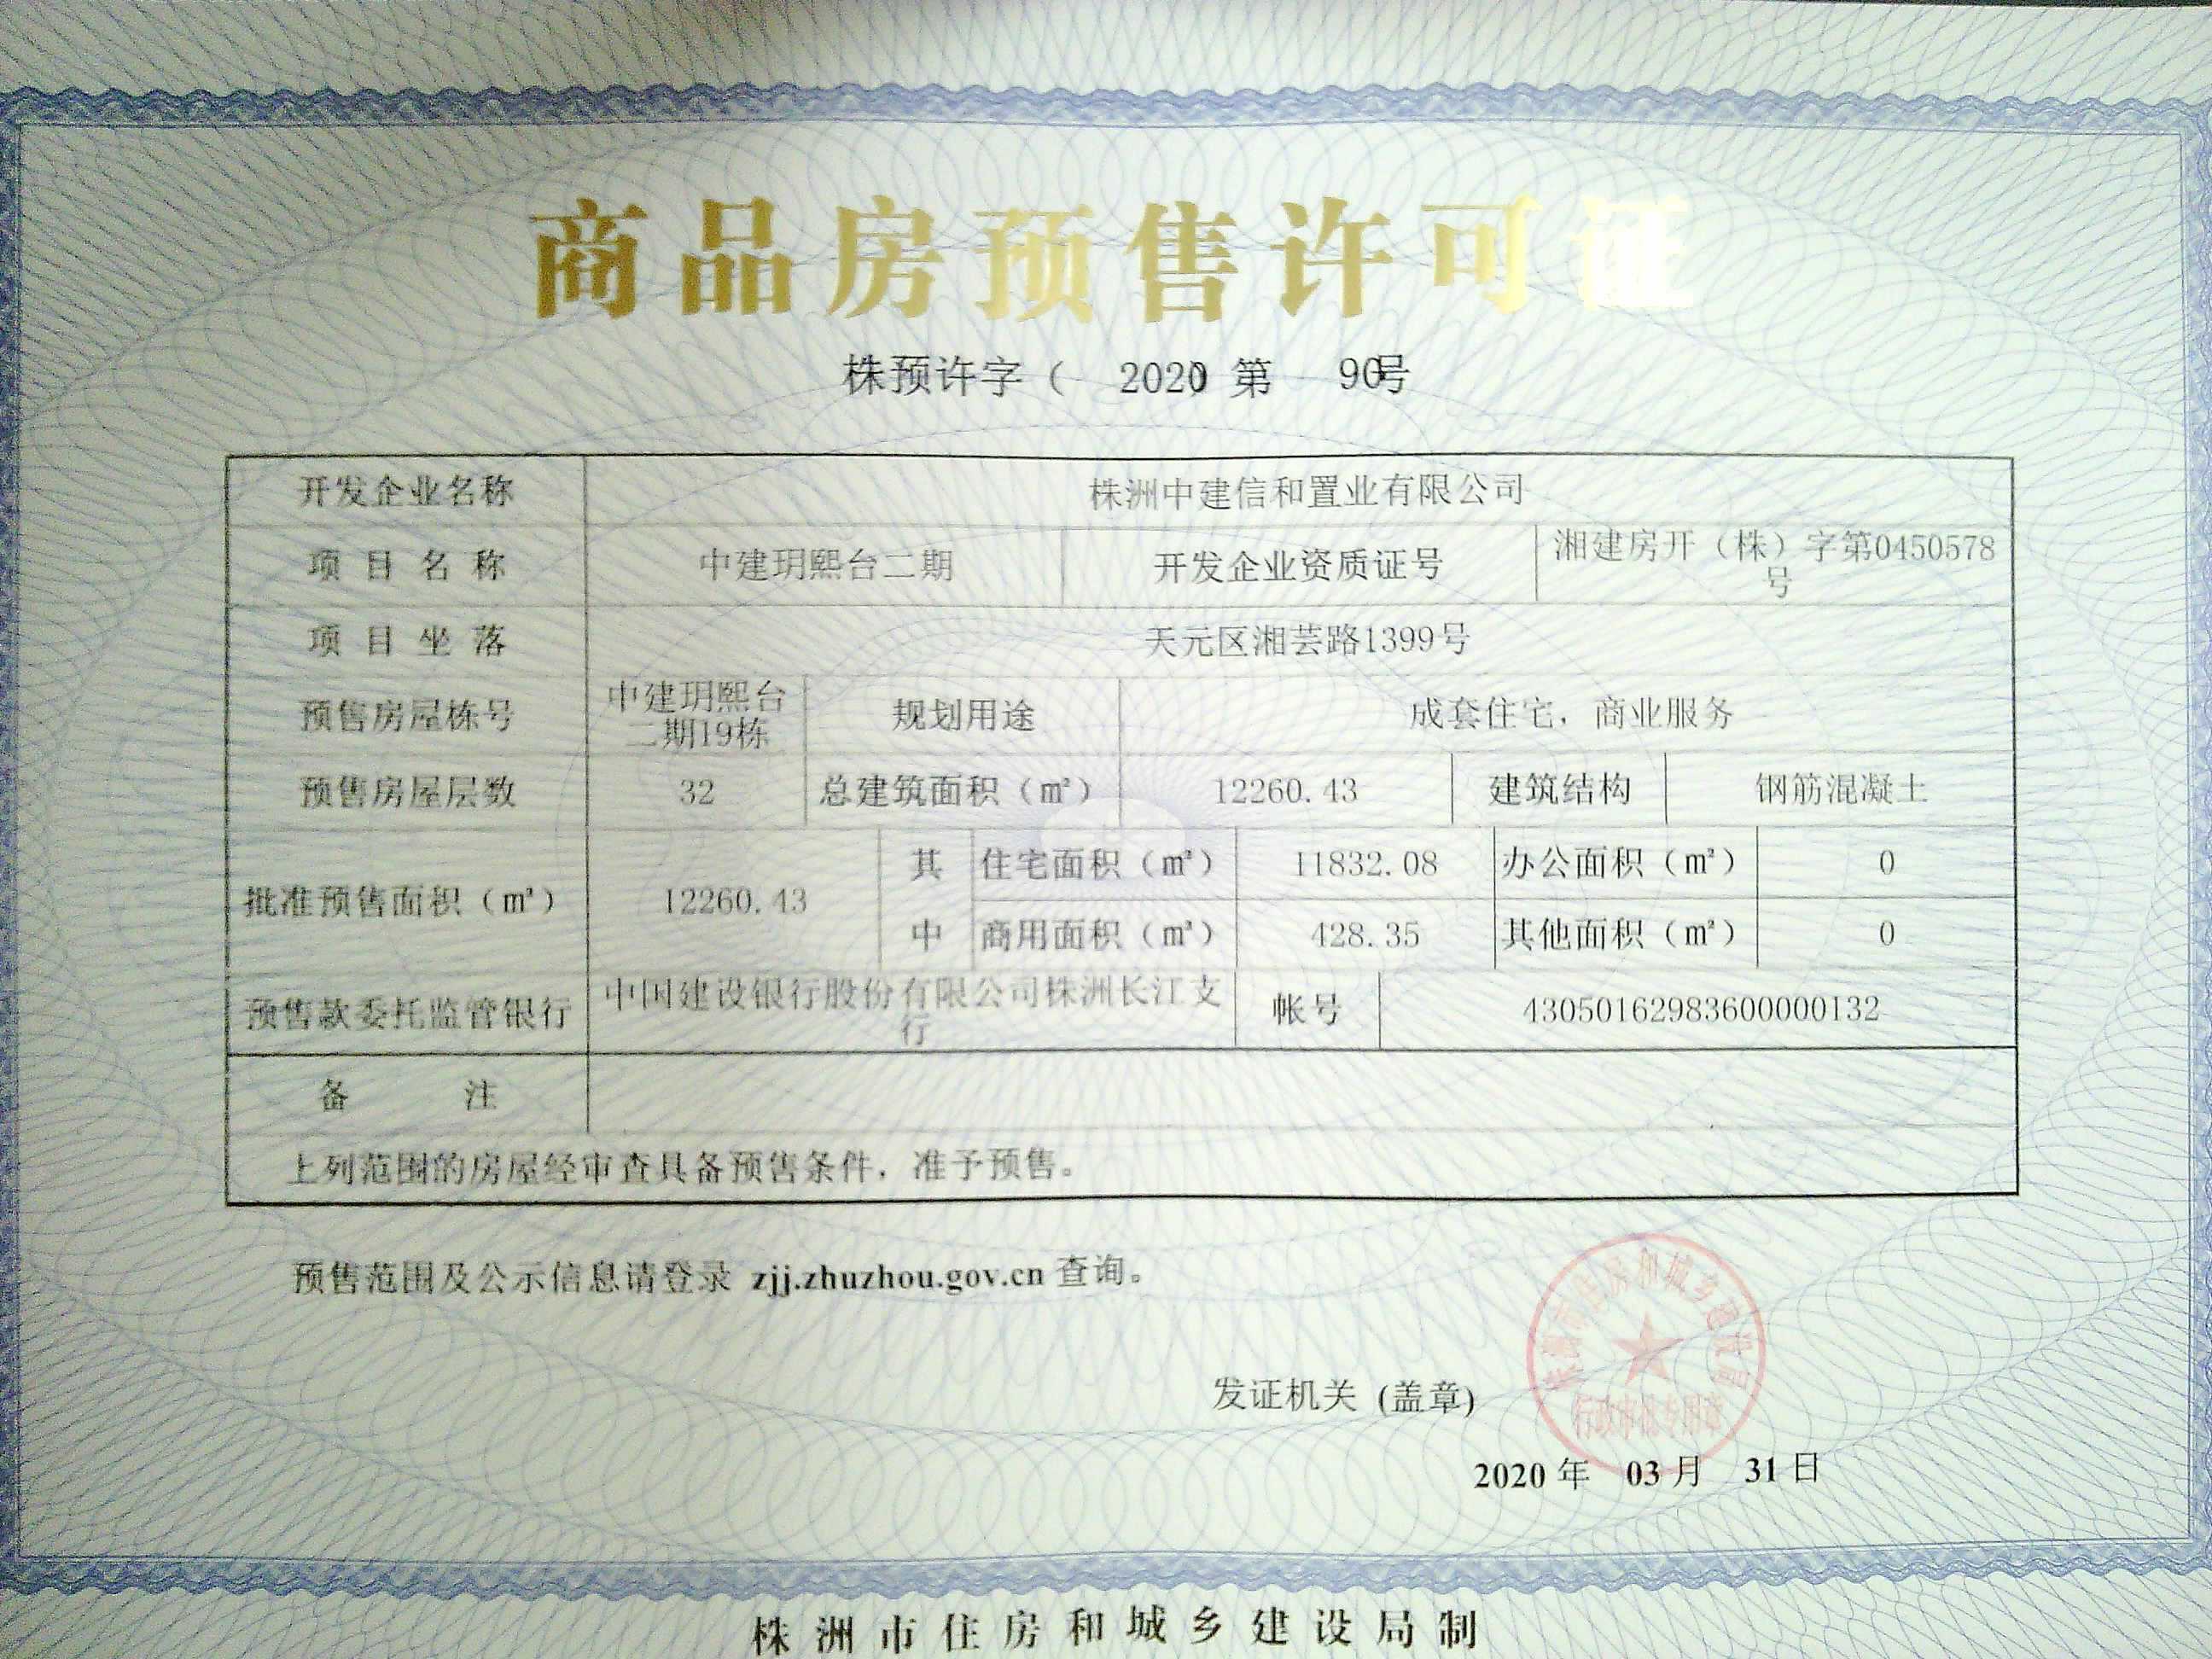 商品房预售许可证
株预许字（ 2020）第 90号
开发企业名称 株洲中建信和置业有限公司
项目名称 中建玥熙台二期 开发企业资质证号 湘建房开（株）字第0450578
号
项目坐落 天元区湘芸路1399号
预售房屋栋号 中建玥熙台
二期19栋 规划用途 成套住宅，商业服务
预售房屋层数 32 总建筑面积（㎡） 12260.43 建筑结构 钢筋混凝土
批准预售面积（㎡） 12260.43 其 住宅面积（㎡） 11832.08 办公面积（㎡） 0
中 商用面积（㎡） 428.35 其他面积（㎡） 0
预售款委托监管银行 中国建设银行股份有限公司株洲长江支
行 帐号 43050162983600000132
备 注
上列范围的房屋经审查具备预售条件，准予预售。
预售范围及公示信息请登录 zjj.zhuzhou.gov.cn 查询。
株洲市住房和城乡建设局
行政审批专用章
发证机关 (盖章)
2020 年 03 月 31 日
株洲市住房和城乡建设局制